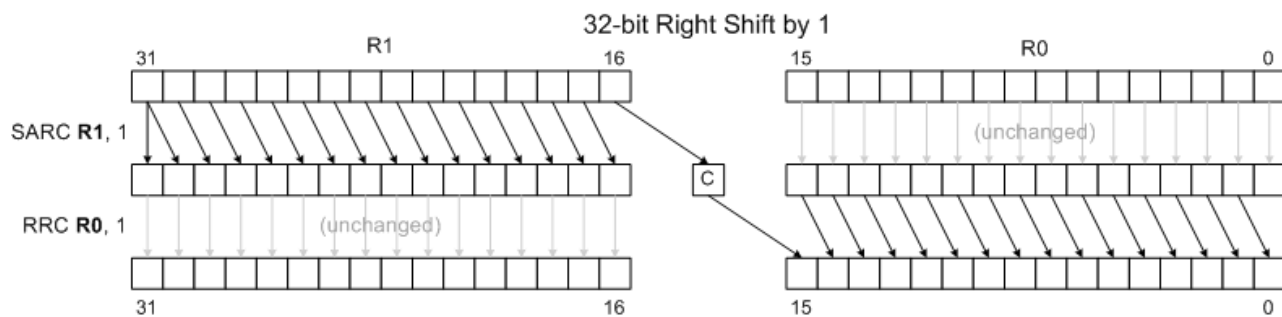 32-bit Right Shift by 1
R1
R0
31
16
15
0
SARC R1, 1
(unchanged)
C
RRC R0, 1
(unchanged)
31
16
15
0